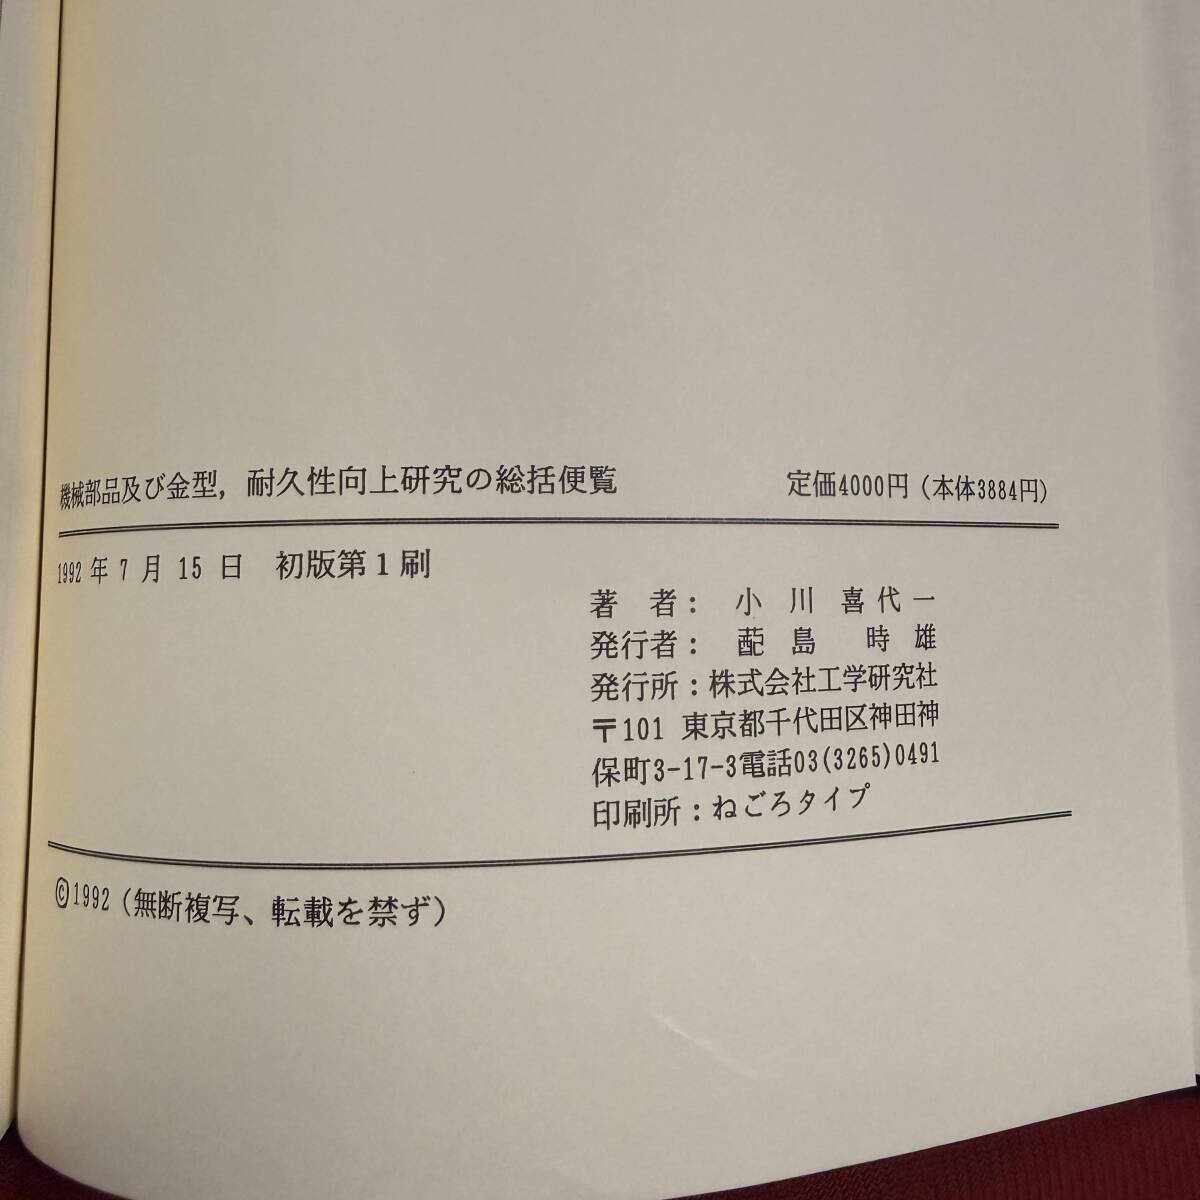 機械部品及び金型，耐久性向上研究の総括便覧　定価4000円（本体3884円）
1992年7月15日　初版第1刷
著　者：小川喜代一
発行者：蓜島　時雄
発行所：株式会社工学研究社
〒101 東京都千代田区神田神
保町3-17-3電話03(3265)0491
印刷所：ねごろタイプ
©1992（無断複写、転載を禁ず）